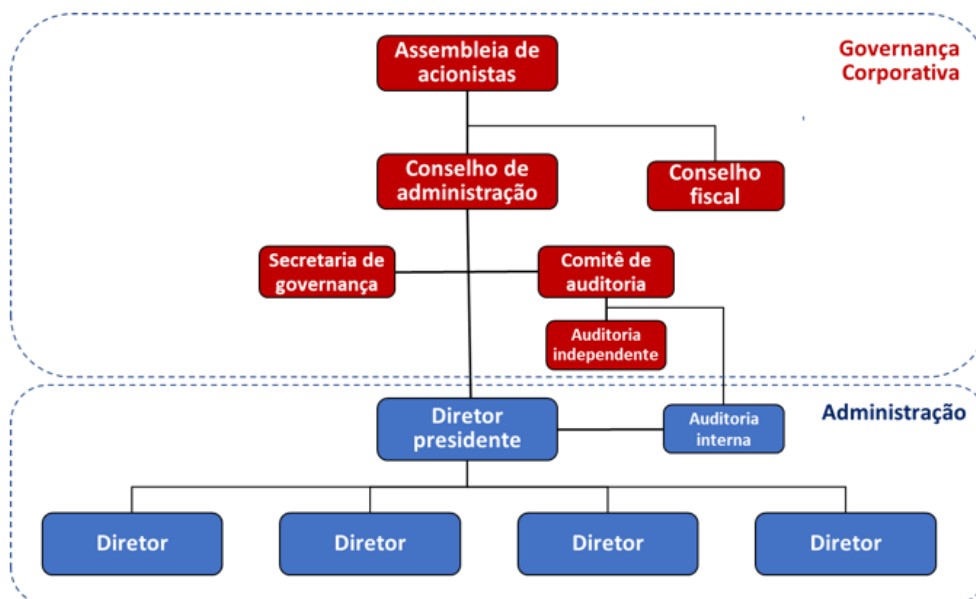 Assembleia de
acionistas
Governança
Corporativa
Conselho de
administração
Conselho
fiscal
Secretaria de
governança
Comitê de
auditoria
Auditoria
independente
Administração
Diretor
presidente
Auditoria
interna
Diretor
Diretor
Diretor
Diretor